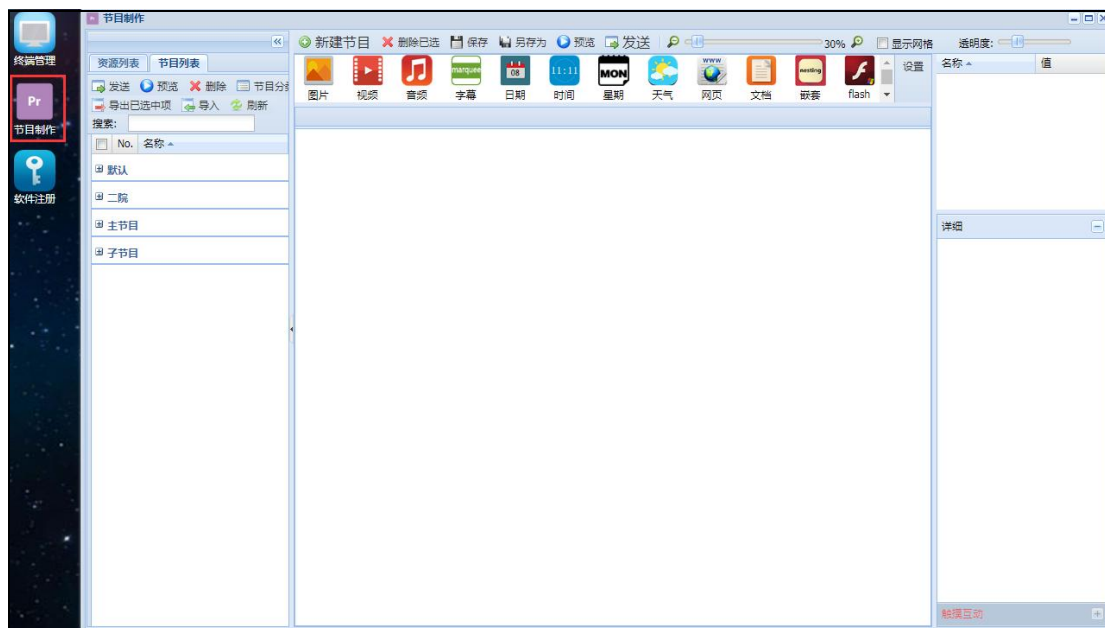 节目制作
终端管理
Pr
节目制作
软件注册
资源列表 节目列表
发送 预览 删除 节目分
导出已选中项 导入 刷新
搜索:
No. 名称
默认
二院
主节目
子节目
新建节目 删除已选 保存 另存为 预览 发送 30% 显示网格 透明度:
marquee 08 11:11 MON WWW nesting
图片 视频 音频 字幕 日期 时间 星期 天气 网页 文档 嵌套 flash 设置
名称 值
详细
触摸互动